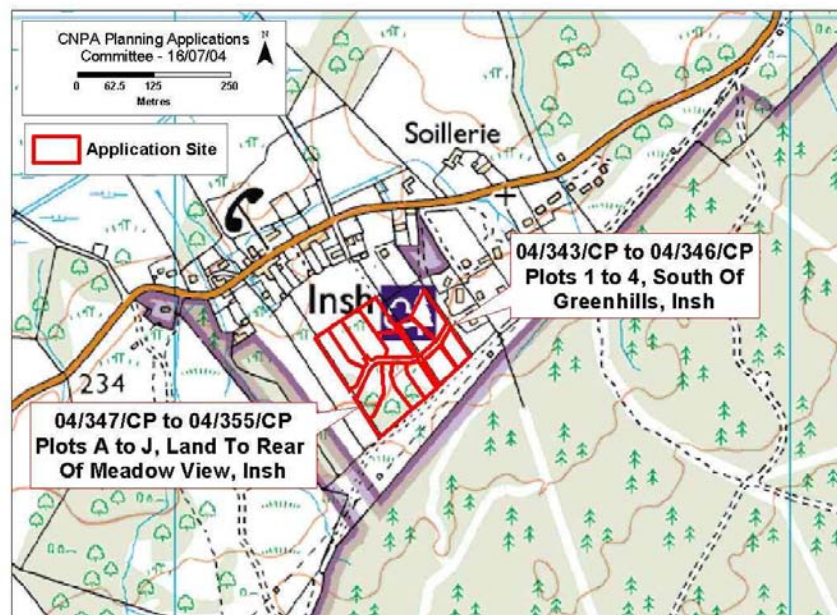 CNPA Planning Applications
Committee - 16/07/04
N
0 62.5 125 250
Metres
Application Site
Soillerie
04/343/CP to 04/346/CP
Plots 1 to 4, South Of
Greenhills, Insh
Insh
234
04/347/CP to 04/355/CP
Plots A to J, Land To Rear
Of Meadow View, Insh